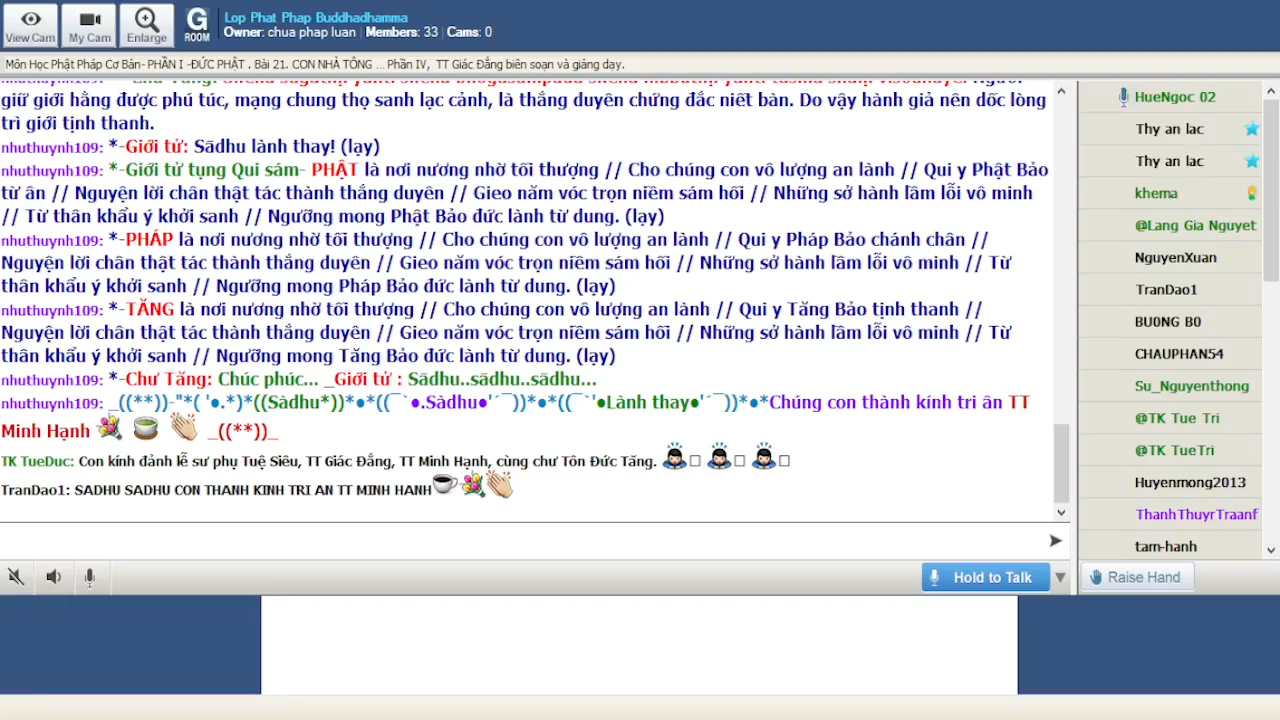 View Cam
My Cam
Enlarge
G
ROOM
Lop Phat Phap Buddhadhamma
Owner: chua phap luan | Members: 33 | Cams: 0
Môn Học Phật Pháp Cơ Bản- PHẦN I -ĐỨC PHẬT . Bài 21. CON NHÀ TÔNG ... Phần IV, TT Giác Đẳng biên soạn và giảng dạy.
giữ giới hằng được phú túc, mạng chung thọ sanh lạc cảnh, là thắng duyên chứng đắc niết bàn. Do vậy hành giả nên dốc lòng
trì giới tịnh thanh.
nhuthuynh109: *-Giới tử: Sādhu lành thay! (lạy)
nhuthuynh109: *-Giới tử tụng Qui sám- PHẬT là nơi nương nhờ tối thượng // Cho chúng con vô lượng an lành // Qui y Phật Bảo
từ ân // Nguyện lời chân thật tác thành thắng duyên // Gieo năm vóc trọn niềm sám hối // Những sở hành lầm lỗi vô minh
// Từ thân khẩu ý khởi sanh // Ngưỡng mong Phật Bảo đức lành từ dung. (lạy)
nhuthuynh109: *-PHÁP là nơi nương nhờ tối thượng // Cho chúng con vô lượng an lành // Qui y Pháp Bảo chánh chân //
Nguyện lời chân thật tác thành thắng duyên // Gieo năm vóc trọn niềm sám hối // Những sở hành lầm lỗi vô minh // Từ
thân khẩu ý khởi sanh // Ngưỡng mong Pháp Bảo đức lành từ dung. (lạy)
nhuthuynh109: *-TĂNG là nơi nương nhờ tối thượng // Cho chúng con vô lượng an lành // Qui y Tăng Bảo tịnh thanh //
Nguyện lời chân thật tác thành thắng duyên // Gieo năm vóc trọn niềm sám hối // Những sở hành lầm lỗi vô minh // Từ
thân khẩu ý khởi sanh // Ngưỡng mong Tăng Bảo đức lành từ dung. (lạy)
nhuthuynh109: *-Chư Tăng: Chúc phúc... _Giới tử : Sādhu..sādhu..sādhu...
nhuthuynh109: _((**))-"*( '●.*)*((Sàdhu*))*●*((¯`●.Sàdhu●'´¯))*●*((¯`'●Lành thay●'´¯))*●*Chúng con thành kính tri ân TT
Minh Hạnh _((**))_
TK TueDuc: Con kính đảnh lễ sư phụ Tuệ Siêu, TT Giác Đẳng, TT Minh Hạnh, cùng chư Tôn Đức Tăng.
TranDao1: SADHU SADHU CON THANH KINH TRI AN TT MINH HANH
Hold to Talk
HueNgoc 02
Thy an lac
Thy an lac
khema
@Lang Gia Nguyet
NguyenXuan
TranDao1
BU0NG B0
CHAUPHAN54
Su_Nguyenthong
@TK Tue Tri
@TK TueTri
Huyenmong2013
ThanhThuyrTraanf
tam-hanh
Raise Hand